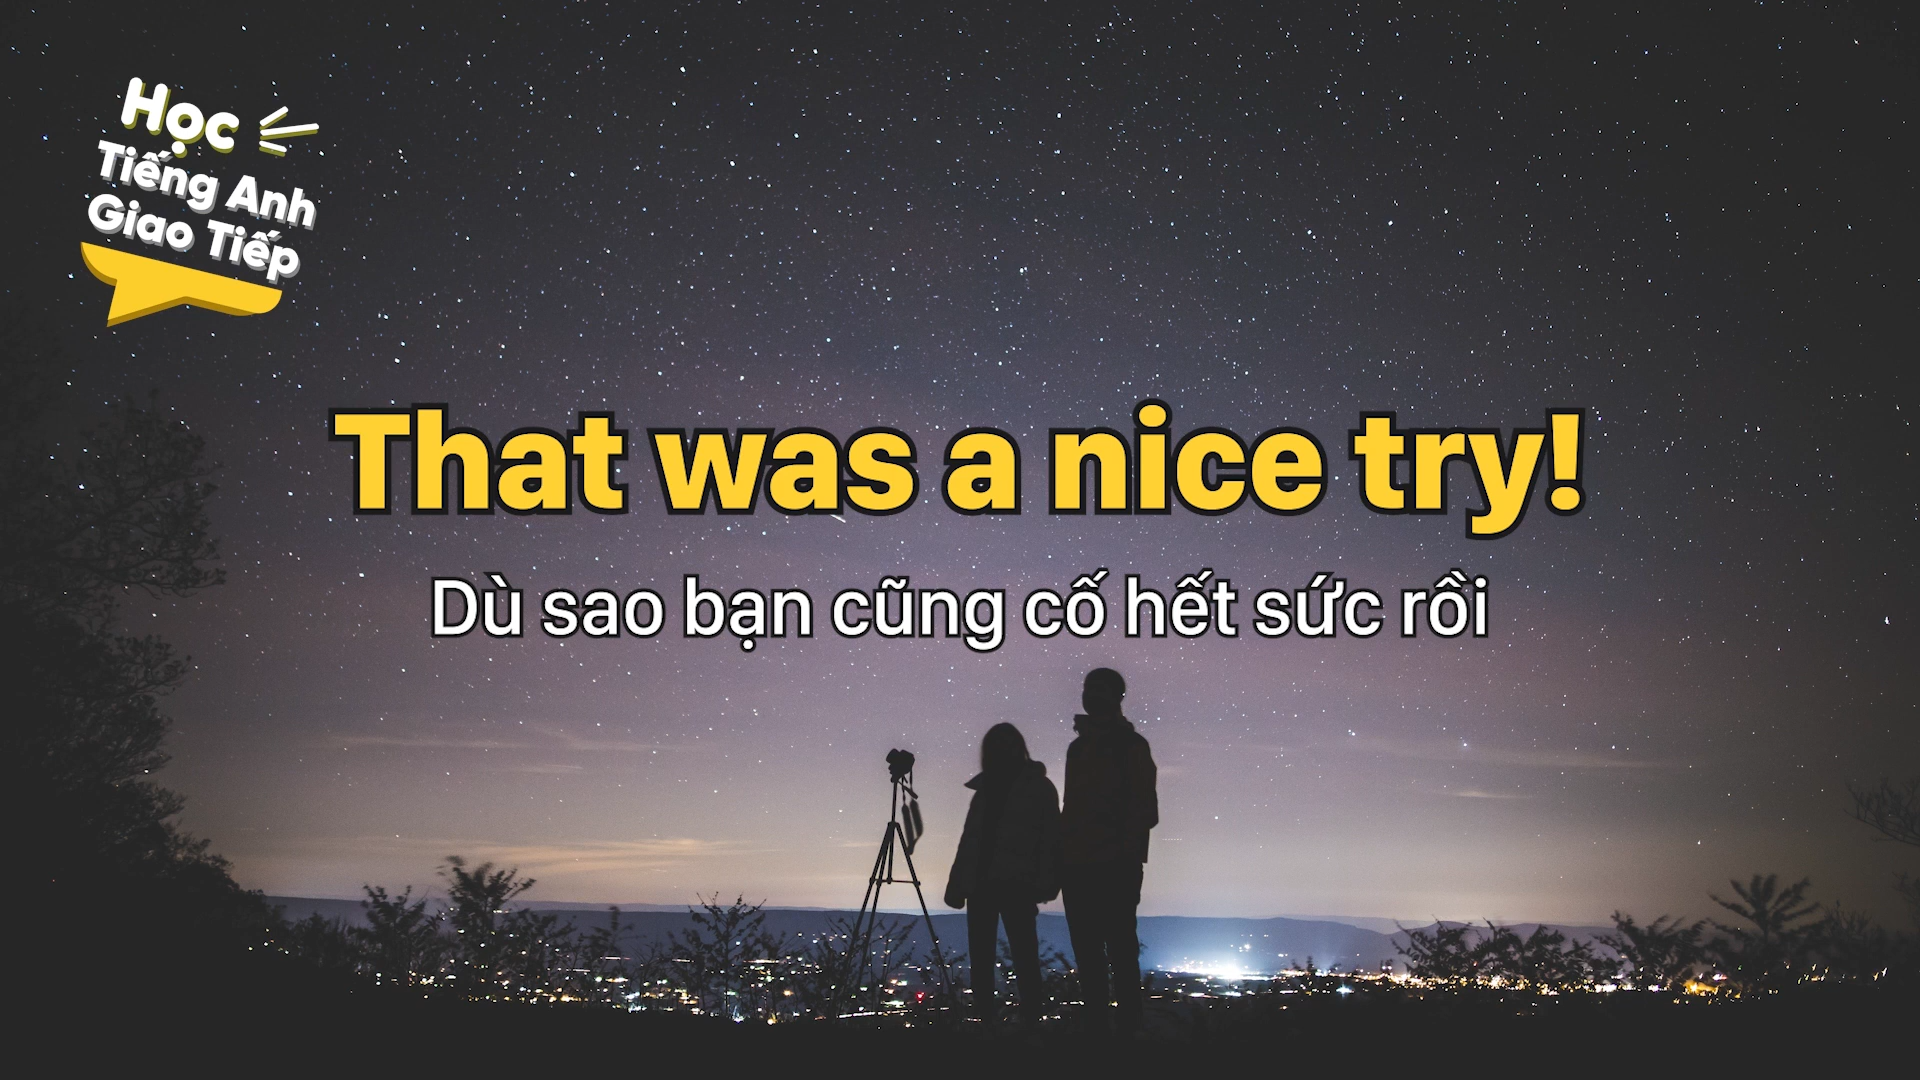 Học
Tiếng Anh
Giao Tiếp
That was a nice try!
Dù sao bạn cũng cố hết sức rồi